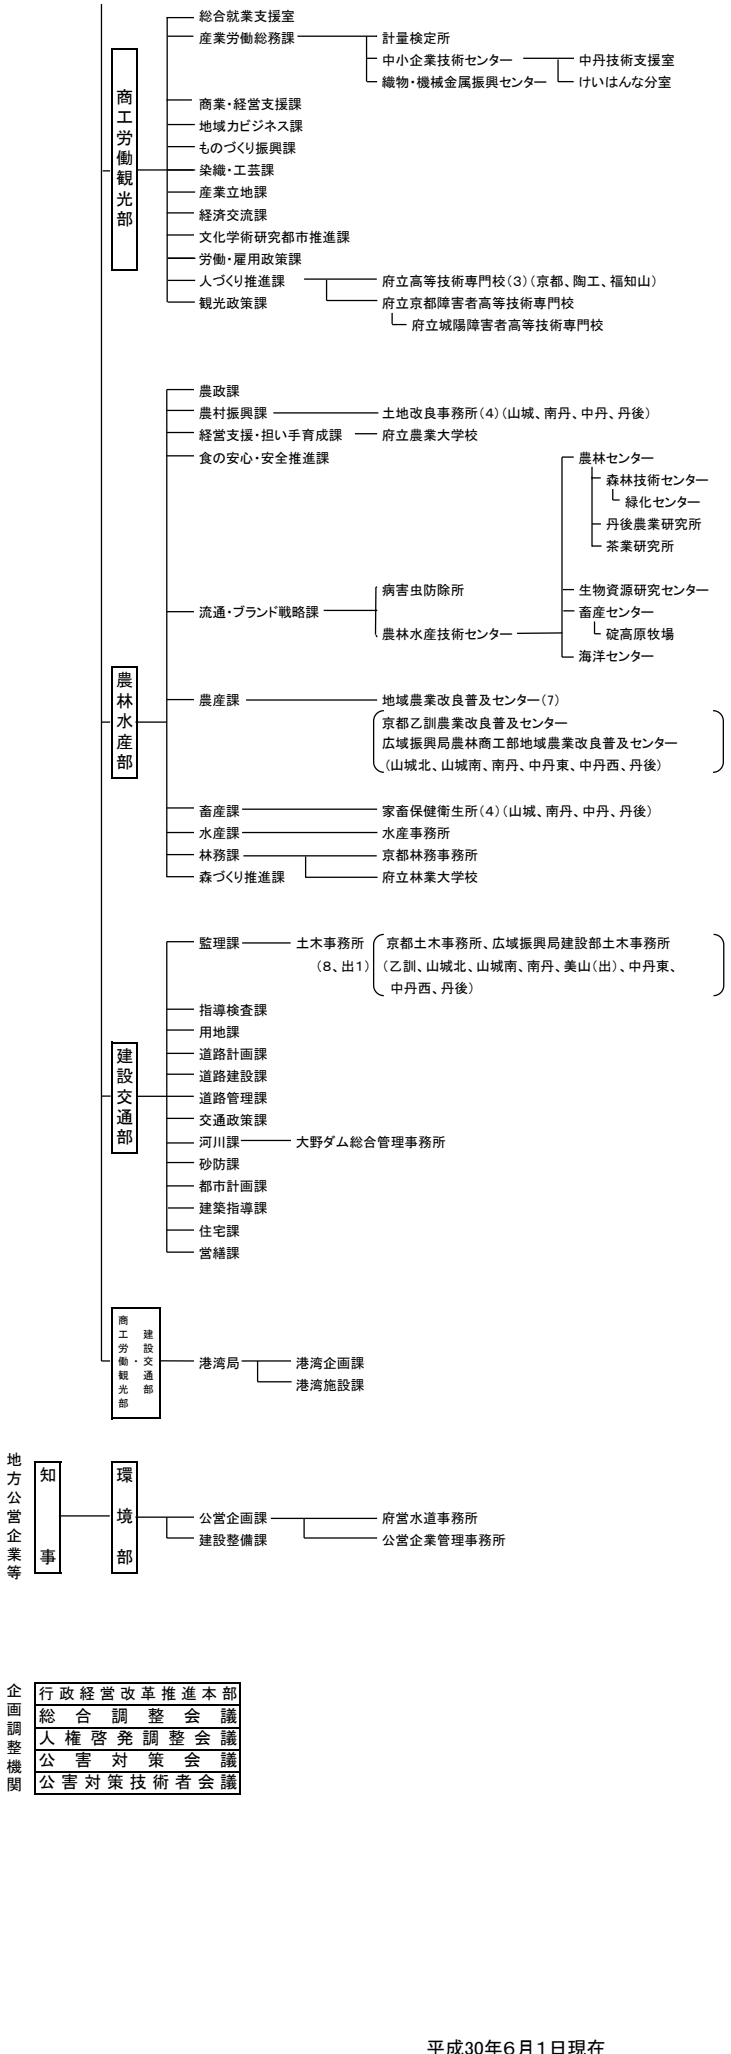 総合就業支援室
産業労働総務課 計量検定所
中小企業技術センター 中丹技術支援室
織物・機械金属振興センター けいはんな分室
商工労働観光部
商業・経営支援課
地域力ビジネス課
ものづくり振興課
染織・工芸課
産業立地課
経済交流課
文化学術研究都市推進課
労働・雇用政策課
人づくり推進課 府立高等技術専門校(3)(京都、陶工、福知山)
観光政策課 府立京都障害者高等技術専門校
府立城陽障害者高等技術専門校
農林水産部
農政課
農村振興課 土地改良事務所(4)(山城、南丹、中丹、丹後)
経営支援・担い手育成課 府立農業大学校
食の安心・安全推進課 農林センター
森林技術センター
緑化センター
丹後農業研究所
茶業研究所
病害虫防除所 生物資源研究センター
流通・ブランド戦略課 畜産センター
農林水産技術センター 碇高原牧場
海洋センター
農産課 地域農業改良普及センター(7)
京都乙訓農業改良普及センター
広域振興局農林商工部地域農業改良普及センター
(山城北、山城南、南丹、中丹東、中丹西、丹後)
畜産課 家畜保健衛生所(4)(山城、南丹、中丹、丹後)
水産課 水産事務所
林務課 京都林務事務所
森づくり推進課 府立林業大学校
建設交通部
監理課 土木事務所 京都土木事務所、広域振興局建設部土木事務所
(8、出1) (乙訓、山城北、山城南、南丹、美山(出)、中丹東、
中丹西、丹後)
指導検査課
用地課
道路計画課
道路建設課
道路管理課
交通政策課
河川課 大野ダム総合管理事務所
砂防課
都市計画課
建築指導課
住宅課
営繕課
建設交通部・
商工労働観光部
港湾局 港湾企画課
港湾施設課
地方公営企業等
知事
環境部
公営企画課 府営水道事務所
建設整備課 公営企業管理事務所
企画調整機関
行政経営改革推進本部
総合調整会議
人権啓発調整会議
公害対策会議
公害対策技術者会議
平成30年6月1日現在